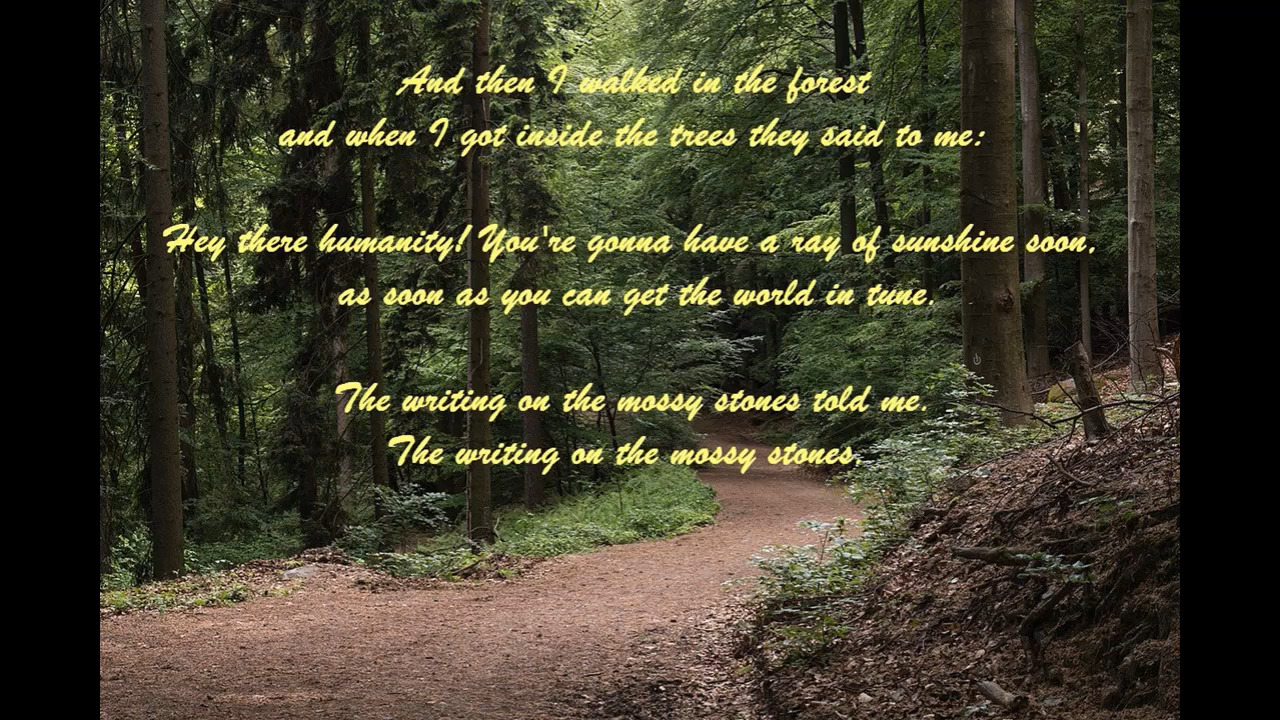 And then I walked in the forest
and when I got inside the trees they said to me:
Hey there humanity! You're gonna have a ray of sunshine soon,
as soon as you can get the world in tune.
The writing on the mossy stones told me.
The writing on the mossy stones,